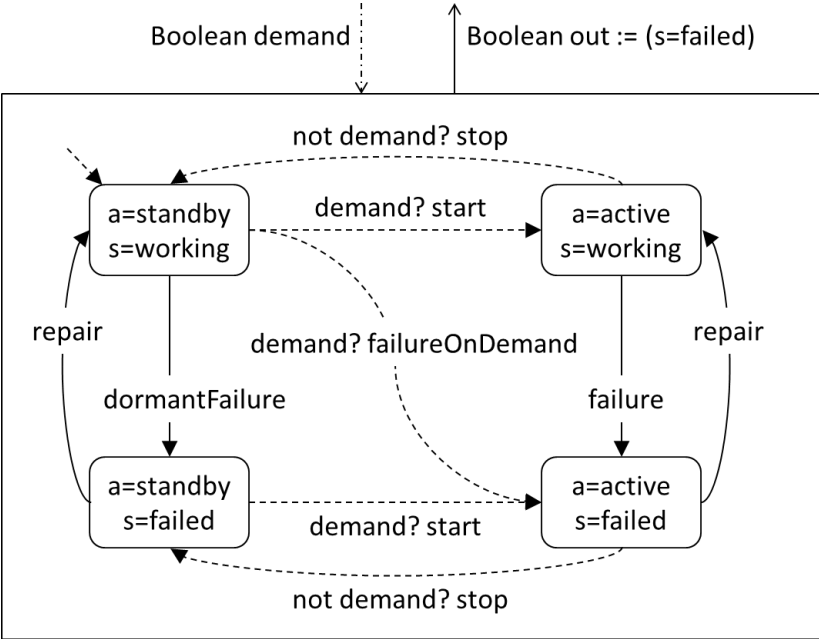 Boolean demand
Boolean out := (s=failed)
not demand? stop
a=standby
s=working
demand? start
a=active
s=working
repair
demand? failureOnDemand
repair
dormantFailure
failure
a=standby
s=failed
demand? start
a=active
s=failed
not demand? stop